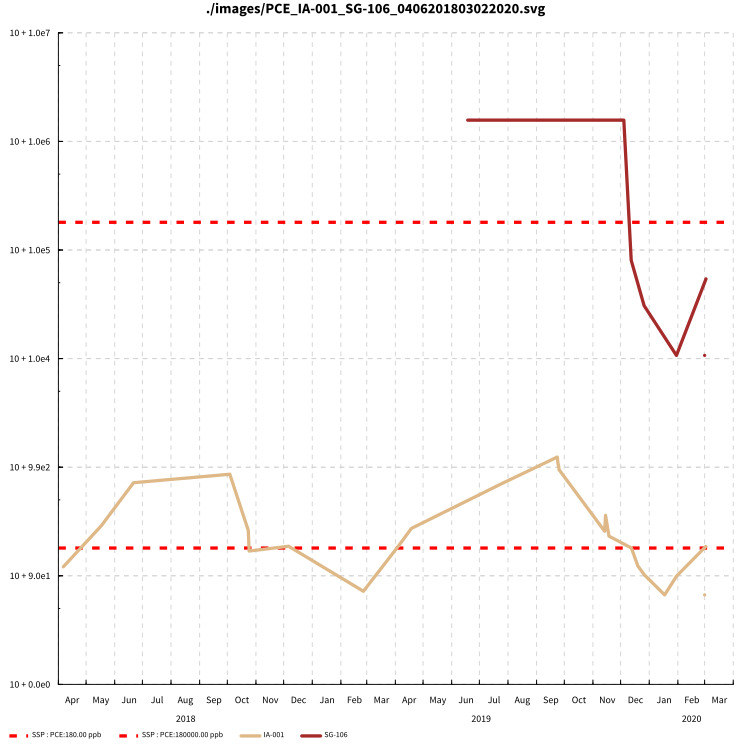 ./images/PCE_IA-001_SG-106_0406201803022020.svg
10 + 1.0e7
10 + 1.0e6
10 + 1.0e5
10 + 1.0e4
10 + 9.9e2
10 + 9.0e1
10 + 0.0e0
Apr May Jun Jul Aug Sep Oct Nov Dec Jan Feb Mar Apr May Jun Jul Aug Sep Oct Nov Dec Jan Feb Mar
2018 2019 2020
SSP : PCE:180.00 ppb SSP : PCE:180000.00 ppb IA-001 SG-106